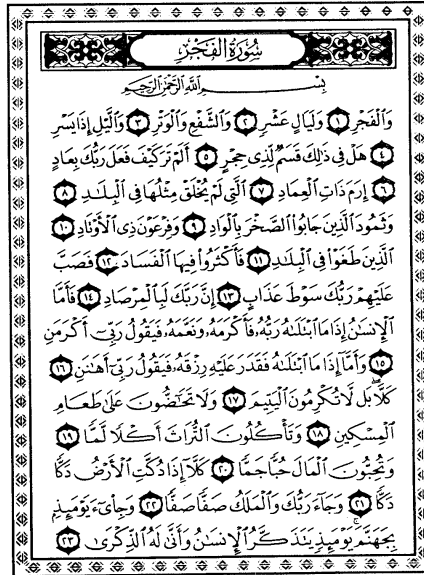 سُورَةُ الْفَجْرِ
بِسْمِ اللَّهِ الرَّحْمَٰنِ الرَّحِيمِ
وَالْفَجْرِ ١ وَلَيَالٍ عَشْرٍ ٢ وَالشَّفْعِ وَالْوَتْرِ ٣ وَاللَّيْلِ إِذَا يَسْرِ
٤ هَلْ فِي ذَٰلِكَ قَسَمٌ لِذِي حِجْرٍ ٥ أَلَمْ تَرَ كَيْفَ فَعَلَ رَبُّكَ بِعَادٍ
٦ إِرَمَ ذَاتِ الْعِمَادِ ٧ الَّتِي لَمْ يُخْلَقْ مِثْلُهَا فِي الْبِلَادِ ٨
وَثَمُودَ الَّذِينَ جَابُوا الصَّخْرَ بِالْوَادِ ٩ وَفِرْعَوْنَ ذِي الْأَوْتَادِ ١٠
الَّذِينَ طَغَوْا فِي الْبِلَادِ ١١ فَأَكْثَرُوا فِيهَا الْفَسَادَ ١٢ فَصَبَّ
عَلَيْهِمْ رَبُّكَ سَوْطَ عَذَابٍ ١٣ إِنَّ رَبَّكَ لَبِالْمِرْصَادِ ١٤ فَأَمَّا
الْإِنسَانُ إِذَا مَا ابْتَلَاهُ رَبُّهُ فَأَكْرَمَهُ وَنَعَّمَهُ فَيَقُولُ رَبِّي أَكْرَمَنِ
١٥ وَأَمَّا إِذَا مَا ابْتَلَاهُ فَقَدَرَ عَلَيْهِ رِزْقَهُ فَيَقُولُ رَبِّي أَهَانَنِ ١٦
كَلَّا بَل لَّا تُكْرِمُونَ الْيَتِيمَ ١٧ وَلَا تَحَاضُّونَ عَلَىٰ طَعَامِ
الْمِسْكِينِ ١٨ وَتَأْكُلُونَ التُّرَاثَ أَكْلًا لَّمًّا ١٩
وَتُحِبُّونَ الْمَالَ حُبًّا جَمًّا ٢٠ كَلَّا إِذَا دُكَّتِ الْأَرْضُ دَكًّا
دَكًّا ٢١ وَجَاءَ رَبُّكَ وَالْمَلَكُ صَفًّا صَفًّا ٢٢ وَجِيءَ يَوْمَئِذٍ
بِجَهَنَّمَ يَوْمَئِذٍ يَتَذَكَّرُ الْإِنسَانُ وَأَنَّىٰ لَهُ الذِّكْرَىٰ ٢٣